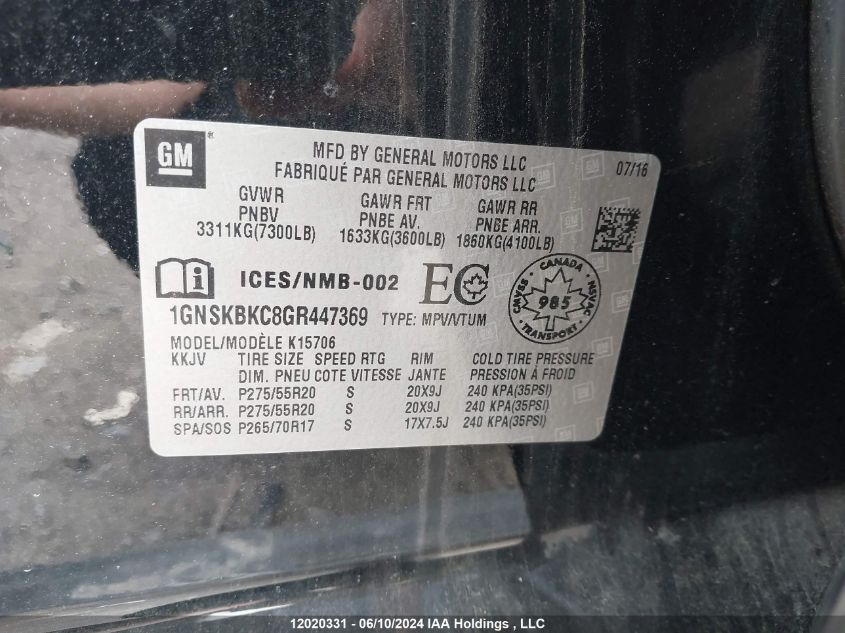 GM ®
MFD BY GENERAL MOTORS LLC
FABRIQUÉ PAR GENERAL MOTORS LLC
07/16
GVWR GAWR FRT GAWR RR
PNBV PNBE AV. PNBE ARR.
3311KG(7300LB) 1633KG(3600LB) 1860KG(4100LB)
i ICES/NMB-002 EC
CANADA
CMVSS 985 NSVAC
TRANSPORT
1GNSKBKC8GR447369 TYPE: MPV/VTUM
MODEL/MODÈLE K15706
KKJV TIRE SIZE SPEED RTG RIM COLD TIRE PRESSURE
DIM. PNEU COTE VITESSE JANTE PRESSION À FROID
FRT/AV. P275/55R20 S 20X9J 240 KPA(35PSI)
RR/ARR. P275/55R20 S 20X9J 240 KPA(35PSI)
SPA/SOS P265/70R17 S 17X7.5J 240 KPA(35PSI)
12020331 - 06/10/2024 IAA Holdings , LLC